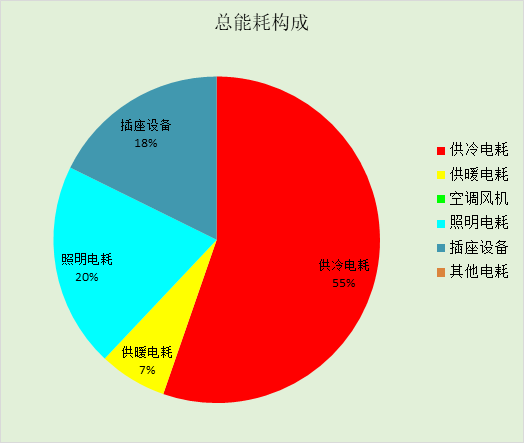 总能耗构成
插座设备
18%
照明电耗
20%
供暖电耗
7%
供冷电耗
55%
供冷电耗
供暖电耗
空调风机
照明电耗
插座设备
其他电耗